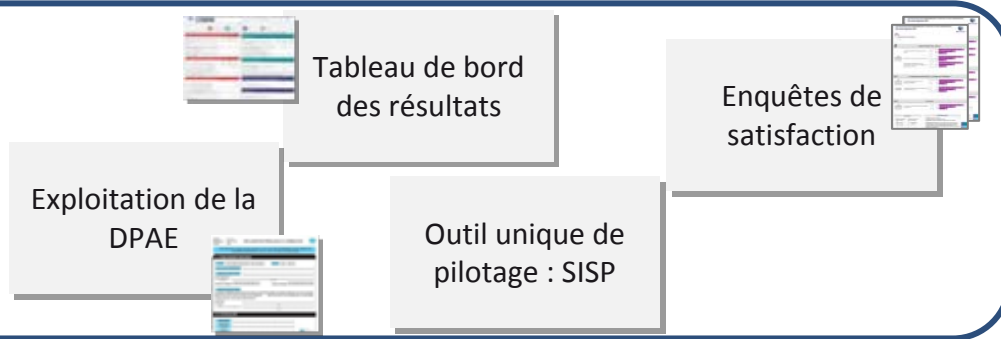 Tableau de bord
des résultats
Enquêtes de
satisfaction
Exploitation de la
DPAE
Outil unique de
pilotage : SISP